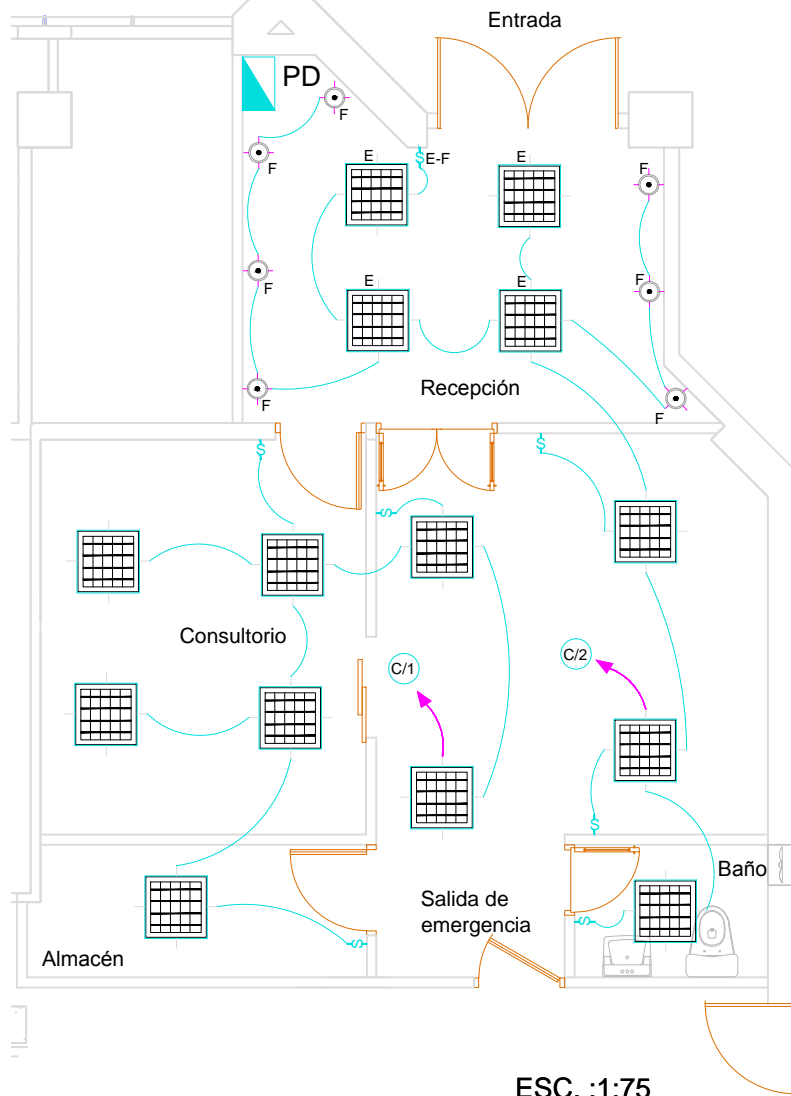 Entrada
PD
F
E
S E-F
E
F
F
F
E
E
F
F
Recepción
F
F
S
S
S
Consultorio
C/1
C/2
S
Baño
Salida de
emergencia
S
S
Almacén
ESC. :1:75